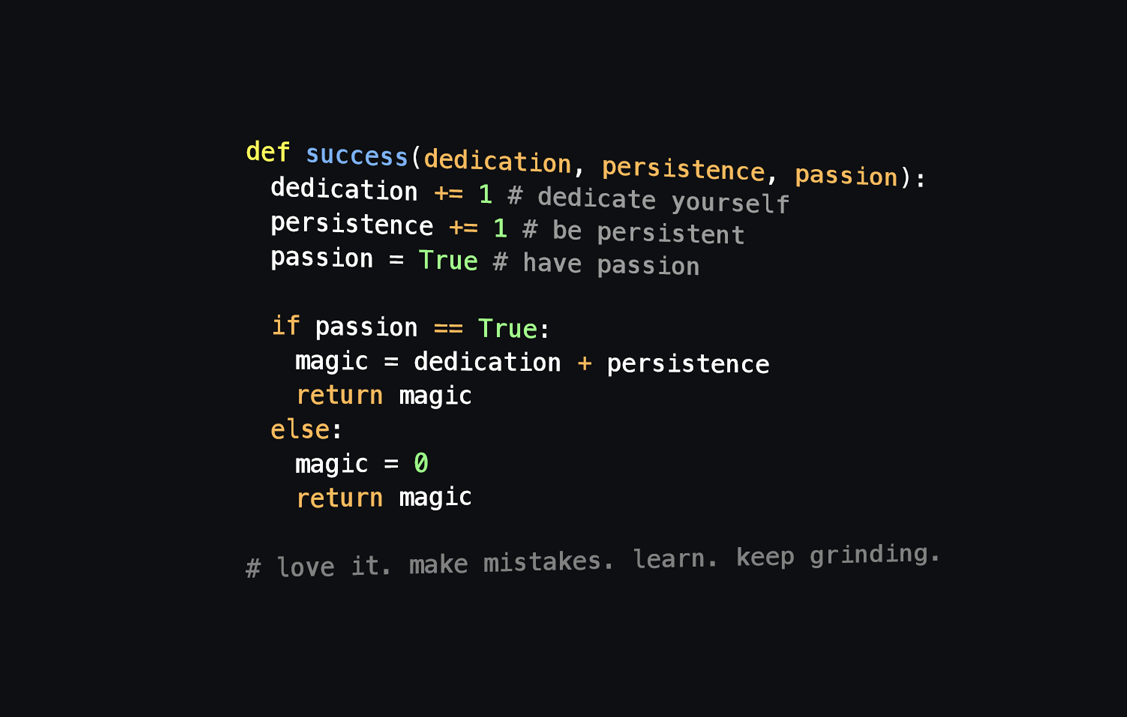 def success(dedication, persistence, passion):
  dedication += 1 # dedicate yourself
  persistence += 1 # be persistent
  passion = True # have passion

  if passion == True:
    magic = dedication + persistence
    return magic
  else:
    magic = 0
    return magic

# love it. make mistakes. learn. keep grinding.